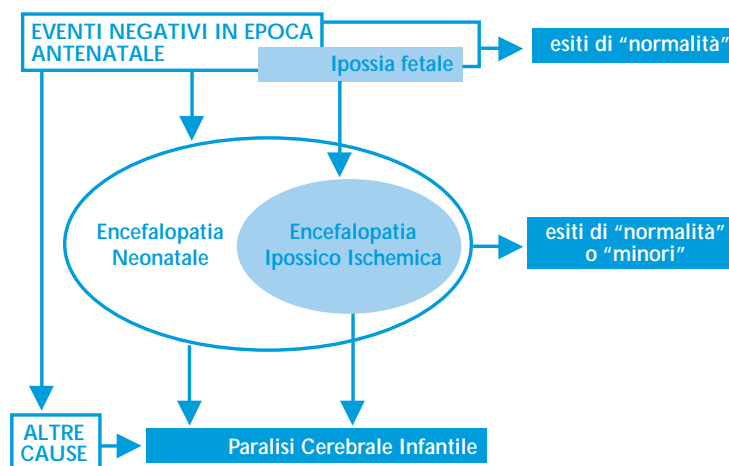 EVENTI NEGATIVI IN EPOCA
ANTENATALE
Ipossia fetale
esiti di “normalità”
Encefalopatia
Neonatale
Encefalopatia
Ipossico Ischemica
esiti di “normalità”
o “minori”
ALTRE
CAUSE
Paralisi Cerebrale Infantile